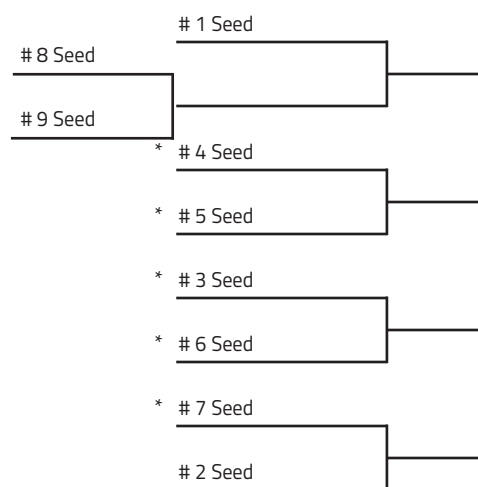 # 1 Seed
# 8 Seed
# 9 Seed
* # 4 Seed
* # 5 Seed
* # 3 Seed
* # 6 Seed
* # 7 Seed
# 2 Seed